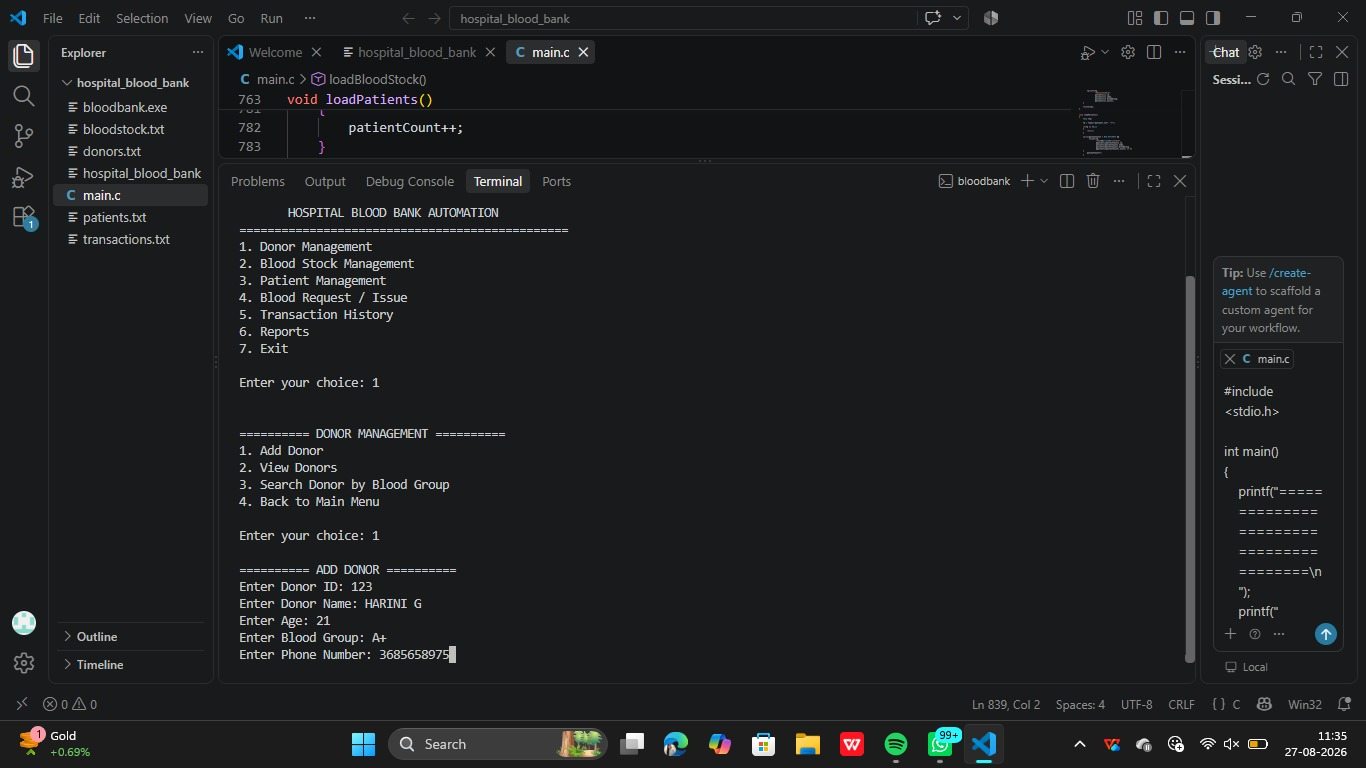 File Edit Selection View Go Run ···
hospital_blood_bank
Explorer
hospital_blood_bank
bloodbank.exe
bloodstock.txt
donors.txt
hospital_blood_bank
C main.c
patients.txt
transactions.txt
Outline
Timeline
1
Welcome
hospital_blood_bank
C main.c
C main.c > loadBloodStock()
763 void loadPatients()
781 {
782 patientCount++;
783 }
Problems Output Debug Console Terminal Ports
bloodbank
HOSPITAL BLOOD BANK AUTOMATION
===============================================
1. Donor Management
2. Blood Stock Management
3. Patient Management
4. Blood Request / Issue
5. Transaction History
6. Reports
7. Exit
Enter your choice: 1
========== DONOR MANAGEMENT ==========
1. Add Donor
2. View Donors
3. Search Donor by Blood Group
4. Back to Main Menu
Enter your choice: 1
========== ADD DONOR ==========
Enter Donor ID: 123
Enter Donor Name: HARINI G
Enter Age: 21
Enter Blood Group: A+
Enter Phone Number: 3685658975
Chat
Sessi...
Tip: Use /create-
agent to scaffold a
custom agent for
your workflow.
C main.c
#include
<stdio.h>
int main()
{
printf("=====
=========
=========
=========
========\n
");
printf("
Local
0 0
Ln 839, Col 2 Spaces: 4 UTF-8 CRLF { } C Win32
1
Gold
+0.69%
Search
99+
11:35
27-08-2026